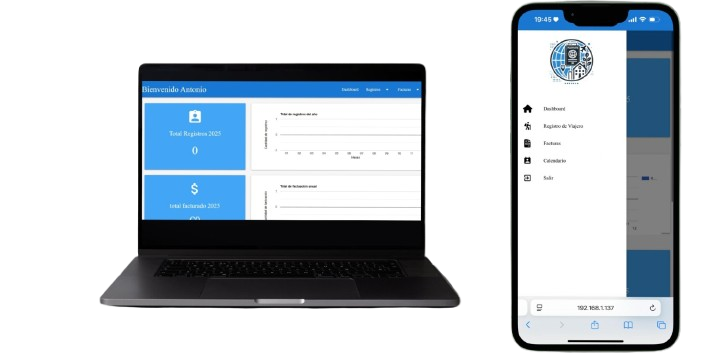 Bienvenido Antonio
Dashboard Registros Facturas
Total Registros 2025
0
Total de registros del año
Cantidad de registros
Meses
total facturado 2025
Total de facturación anual
19:45
Dashboard
Registro de Viajero
Facturas
Calendario
Salir
192.168.1.137